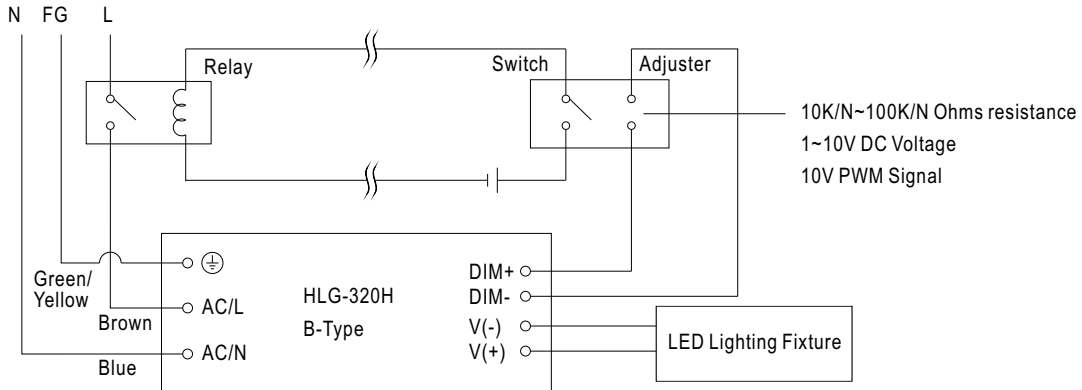 N FG L
Relay
Switch
Adjuster
10K/N~100K/N Ohms resistance
1~10V DC Voltage
10V PWM Signal
Green/
Yellow
Brown
Blue
AC/L
AC/N
HLG-320H
B-Type
DIM+
DIM-
V(-)
V(+)
LED Lighting Fixture